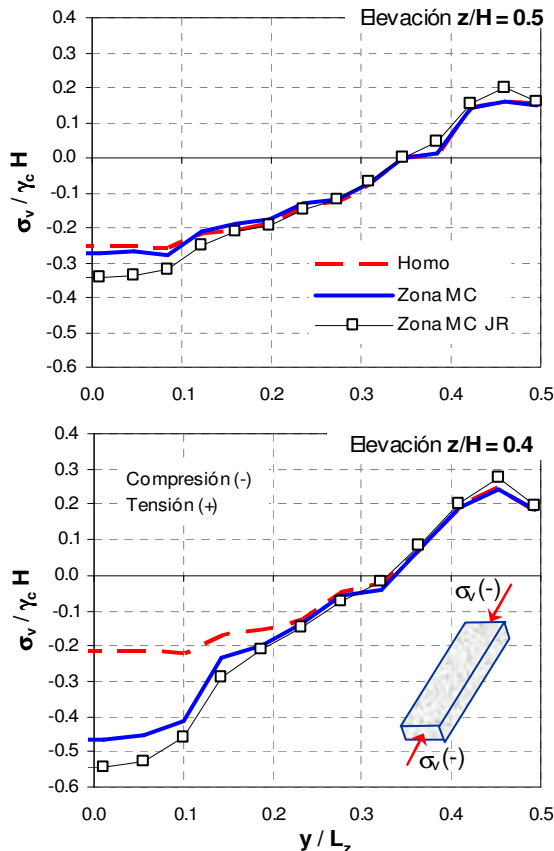 Elevación z/H = 0.5
0.4
0.3
0.2
0.1
0.0
-0.1
-0.2
-0.3
-0.4
-0.5
-0.6
σv / γc H
Homo
Zona MC
Zona MC JR
0.0 0.1 0.2 0.3 0.4 0.5
Elevación z/H = 0.4
Compresión (-)
Tensión (+)
0.4
0.3
0.2
0.1
0.0
-0.1
-0.2
-0.3
-0.4
-0.5
-0.6
σv / γc H
σv(-)
σv(-)
0.0 0.1 0.2 0.3 0.4 0.5
y / Lz